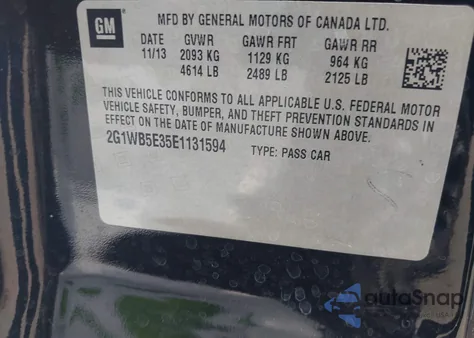 GM
MFD BY GENERAL MOTORS OF CANADA LTD.
DATE GVWR GAWR FRT GAWR RR
11/13 2093 KG 1129 KG 964 KG
4614 LB 2489 LB 2125 LB
THIS VEHICLE CONFORMS TO ALL APPLICABLE U.S. FEDERAL MOTOR
VEHICLE SAFETY, BUMPER, AND THEFT PREVENTION STANDARDS IN
EFFECT ON THE DATE OF MANUFACTURE SHOWN ABOVE.
2G1WB5E35E1131594 TYPE: PASS CAR
autoSnap